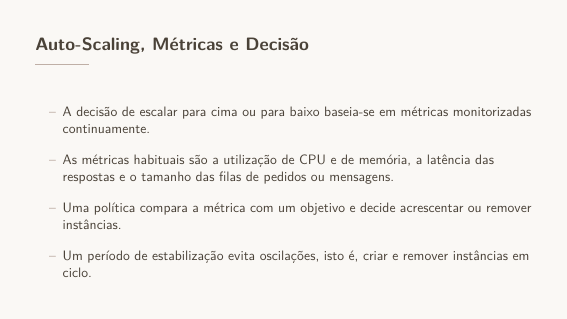 Auto-Scaling, Métricas e Decisão
– A decisão de escalar para cima ou para baixo baseia-se em métricas monitorizadas
continuamente.
– As métricas habituais são a utilização de CPU e de memória, a latência das
respostas e o tamanho das filas de pedidos ou mensagens.
– Uma política compara a métrica com um objetivo e decide acrescentar ou remover
instâncias.
– Um período de estabilização evita oscilações, isto é, criar e remover instâncias em
ciclo.